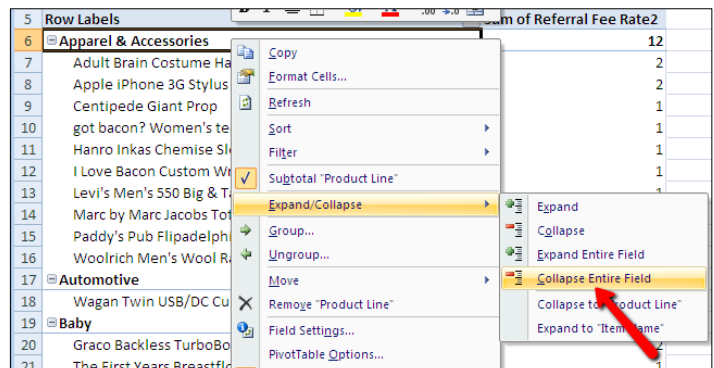 5 Row Labels Sum of Referral Fee Rate2
6 Apparel & Accessories 12
7 Adult Brain Costume Ha 2
8 Apple iPhone 3G Stylus 2
9 Centipede Giant Prop 1
10 got bacon? Women's te 1
11 Hanro Inkas Chemise Sl 1
12 I Love Bacon Custom Wr 1
13 Levi's Men's 550 Big & Ta 1
14 Marc by Marc Jacobs Tot
15 Paddy's Pub Flipadelphi
16 Woolrich Men's Wool Ra
17 Automotive
18 Wagan Twin USB/DC Cu
19 Baby
20 Graco Backless TurboBo 2
21 The First Years Breastflo 1
Copy
Format Cells...
Refresh
Sort
Filter
Subtotal "Product Line"
Expand/Collapse
Group...
Ungroup...
Move
Remove "Product Line"
Field Settings...
PivotTable Options...
Expand
Collapse
Expand Entire Field
Collapse Entire Field
Collapse to "Product Line"
Expand to "Item Name"